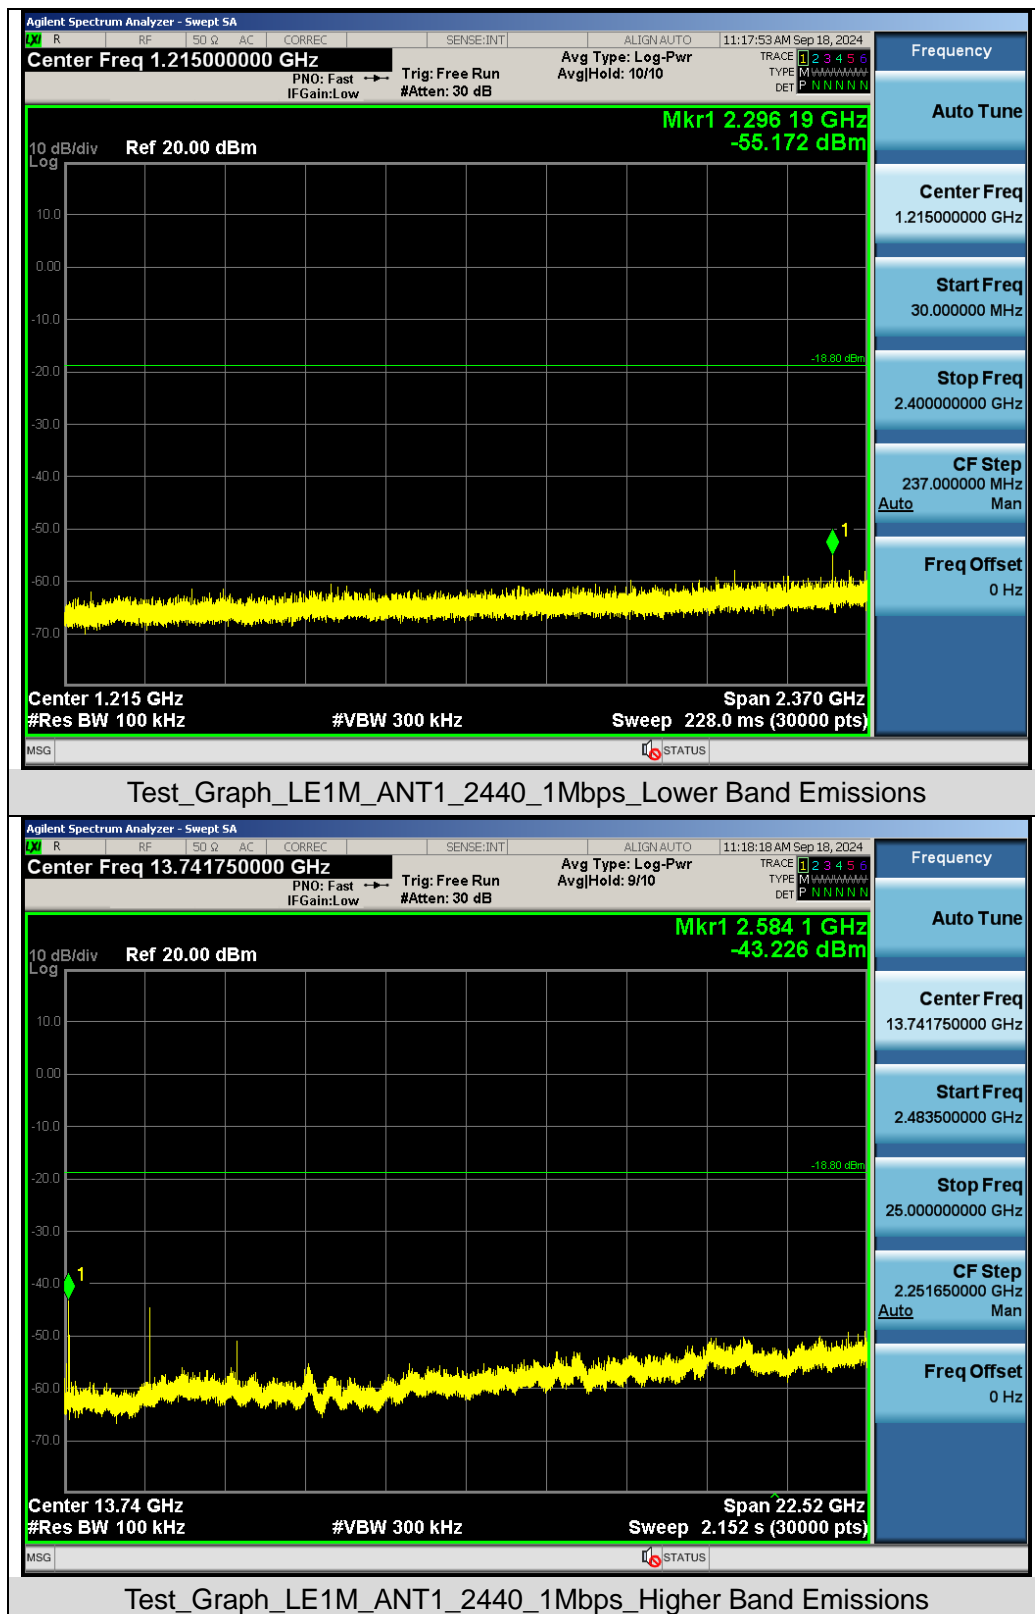 Agilent Spectrum Analyzer - Swept SA
LXI R RF 50 Ω AC CORREC SENSE:INT ALIGN AUTO 11:17:53 AM Sep 18, 2024
Center Freq 1.215000000 GHz
PNO: Fast Trig: Free Run
IFGain:Low #Atten: 30 dB
Avg Type: Log-Pwr
Avg|Hold: 10/10
TRACE 1 2 3 4 5 6
TYPE M
DET P N N N N N
Mkr1 2.296 19 GHz
-55.172 dBm
10 dB/div Ref 20.00 dBm
Log
10.0
0.00
-10.0
-18.80 dBm
-20.0
-30.0
-40.0
-50.0
1
-60.0
-70.0
Center 1.215 GHz Span 2.370 GHz
#Res BW 100 kHz #VBW 300 kHz Sweep 228.0 ms (30000 pts)
MSG STATUS
Frequency
Auto Tune
Center Freq
1.215000000 GHz
Start Freq
30.000000 MHz
Stop Freq
2.400000000 GHz
CF Step
237.000000 MHz
Auto Man
Freq Offset
0 Hz
Test_Graph_LE1M_ANT1_2440_1Mbps_Lower Band Emissions
Agilent Spectrum Analyzer - Swept SA
LXI R RF 50 Ω AC CORREC SENSE:INT ALIGN AUTO 11:18:18 AM Sep 18, 2024
Center Freq 13.741750000 GHz
PNO: Fast Trig: Free Run
IFGain:Low #Atten: 30 dB
Avg Type: Log-Pwr
Avg|Hold: 9/10
TRACE 1 2 3 4 5 6
TYPE M
DET P N N N N N
Mkr1 2.584 1 GHz
-43.226 dBm
10 dB/div Ref 20.00 dBm
Log
10.0
0.00
-10.0
-18.80 dBm
-20.0
-30.0
-40.0
1
-50.0
-60.0
-70.0
Center 13.74 GHz Span 22.52 GHz
#Res BW 100 kHz #VBW 300 kHz Sweep 2.152 s (30000 pts)
MSG STATUS
Frequency
Auto Tune
Center Freq
13.741750000 GHz
Start Freq
2.483500000 GHz
Stop Freq
25.000000000 GHz
CF Step
2.251650000 GHz
Auto Man
Freq Offset
0 Hz
Test_Graph_LE1M_ANT1_2440_1Mbps_Higher Band Emissions